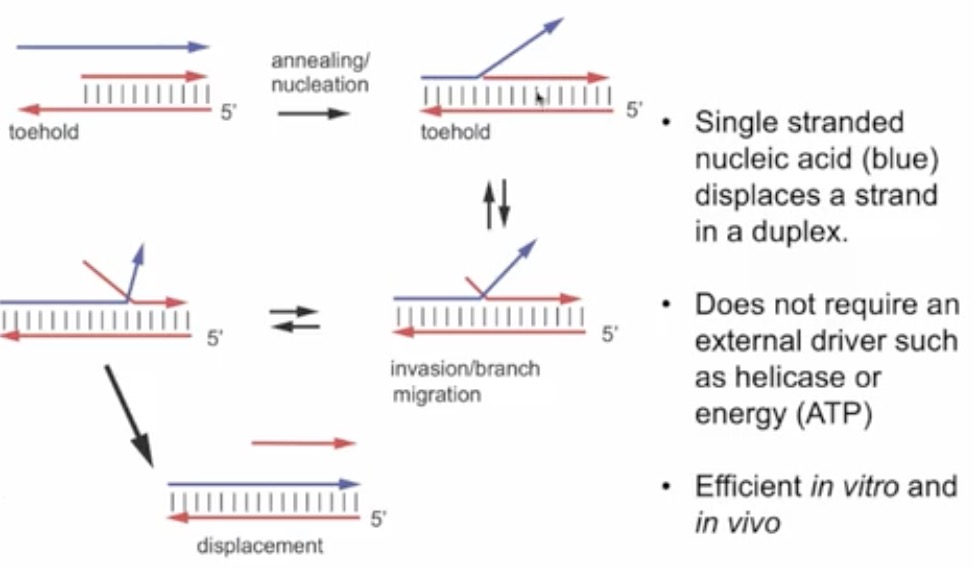 annealing/
nucleation
5'
toehold
5'
toehold
5'
5'
invasion/branch
migration
5'
displacement
• Single stranded
nucleic acid (blue)
displaces a strand
in a duplex.
• Does not require an
external driver such
as helicase or
energy (ATP)
• Efficient in vitro and
in vivo